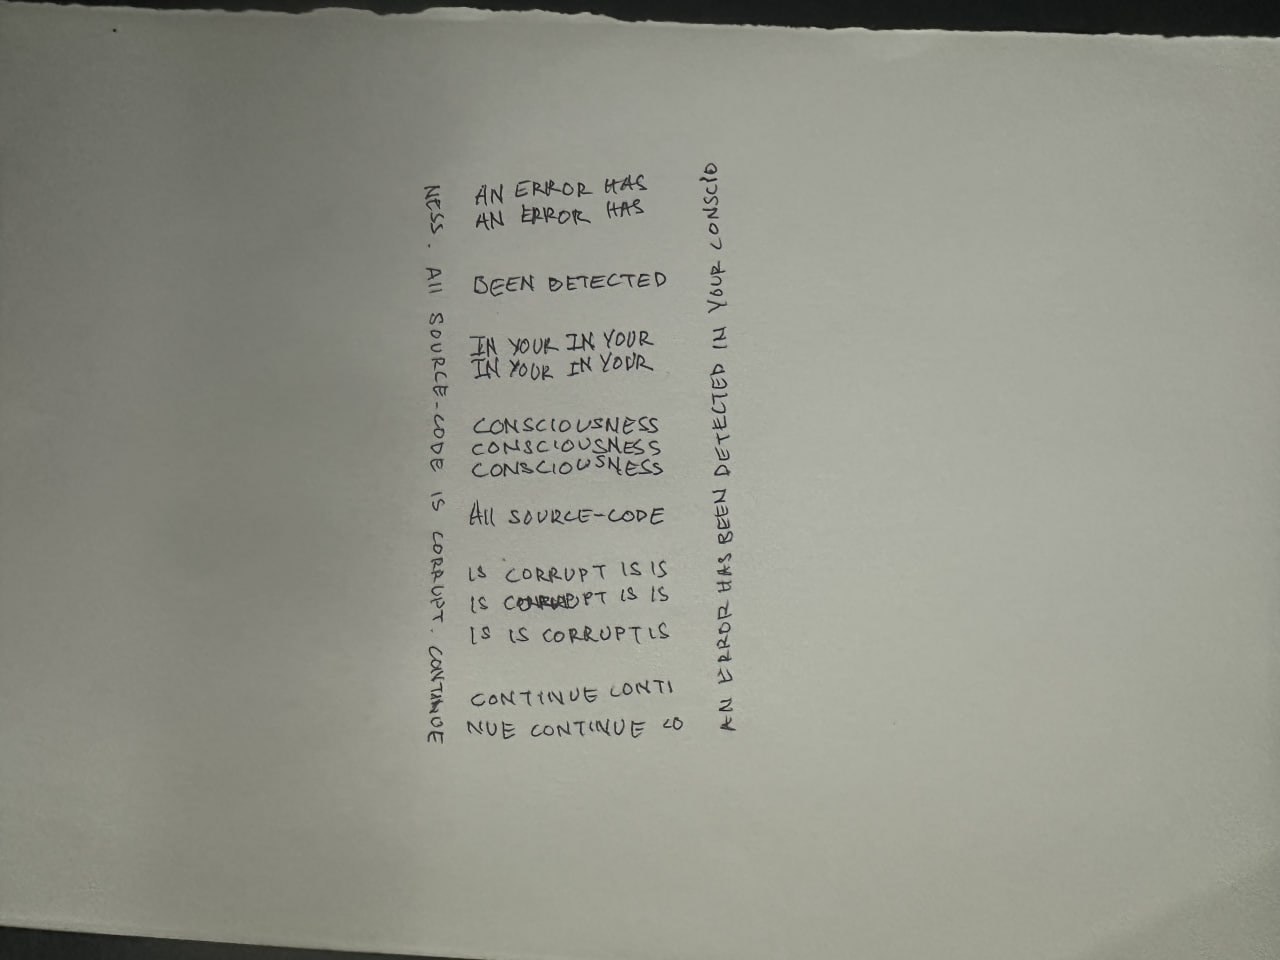 AN ERROR HAS
AN ERROR HAS
BEEN DETECTED
IN YOUR IN YOUR
IN YOUR IN YOUR
CONSCIOUSNESS
CONSCIOUSNESS
CONSCIOUSNESS
All SOURCE-CODE
IS CORRUPT IS IS
IS CORRUPT IS IS
IS IS CORRUPT IS
CONTINUE CONTI
NUE CONTINUE CO
AN ERROR HAS BEEN DETECTED IN YOUR CONSCIO
NESS. All SOURCE-CODE IS CORRUPT. CONTINUE